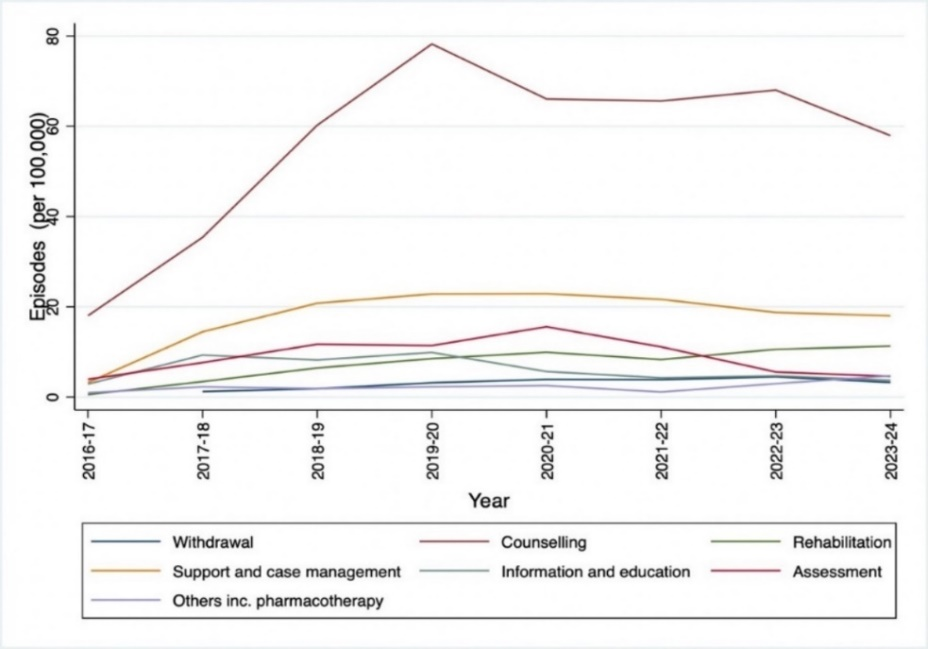 Episodes (per 100,000)
80
60
40
20
0
2016-17
2017-18
2018-19
2019-20
2020-21
2021-22
2022-23
2023-24
Year
Withdrawal
Counselling
Rehabilitation
Support and case management
Information and education
Assessment
Others inc. pharmacotherapy